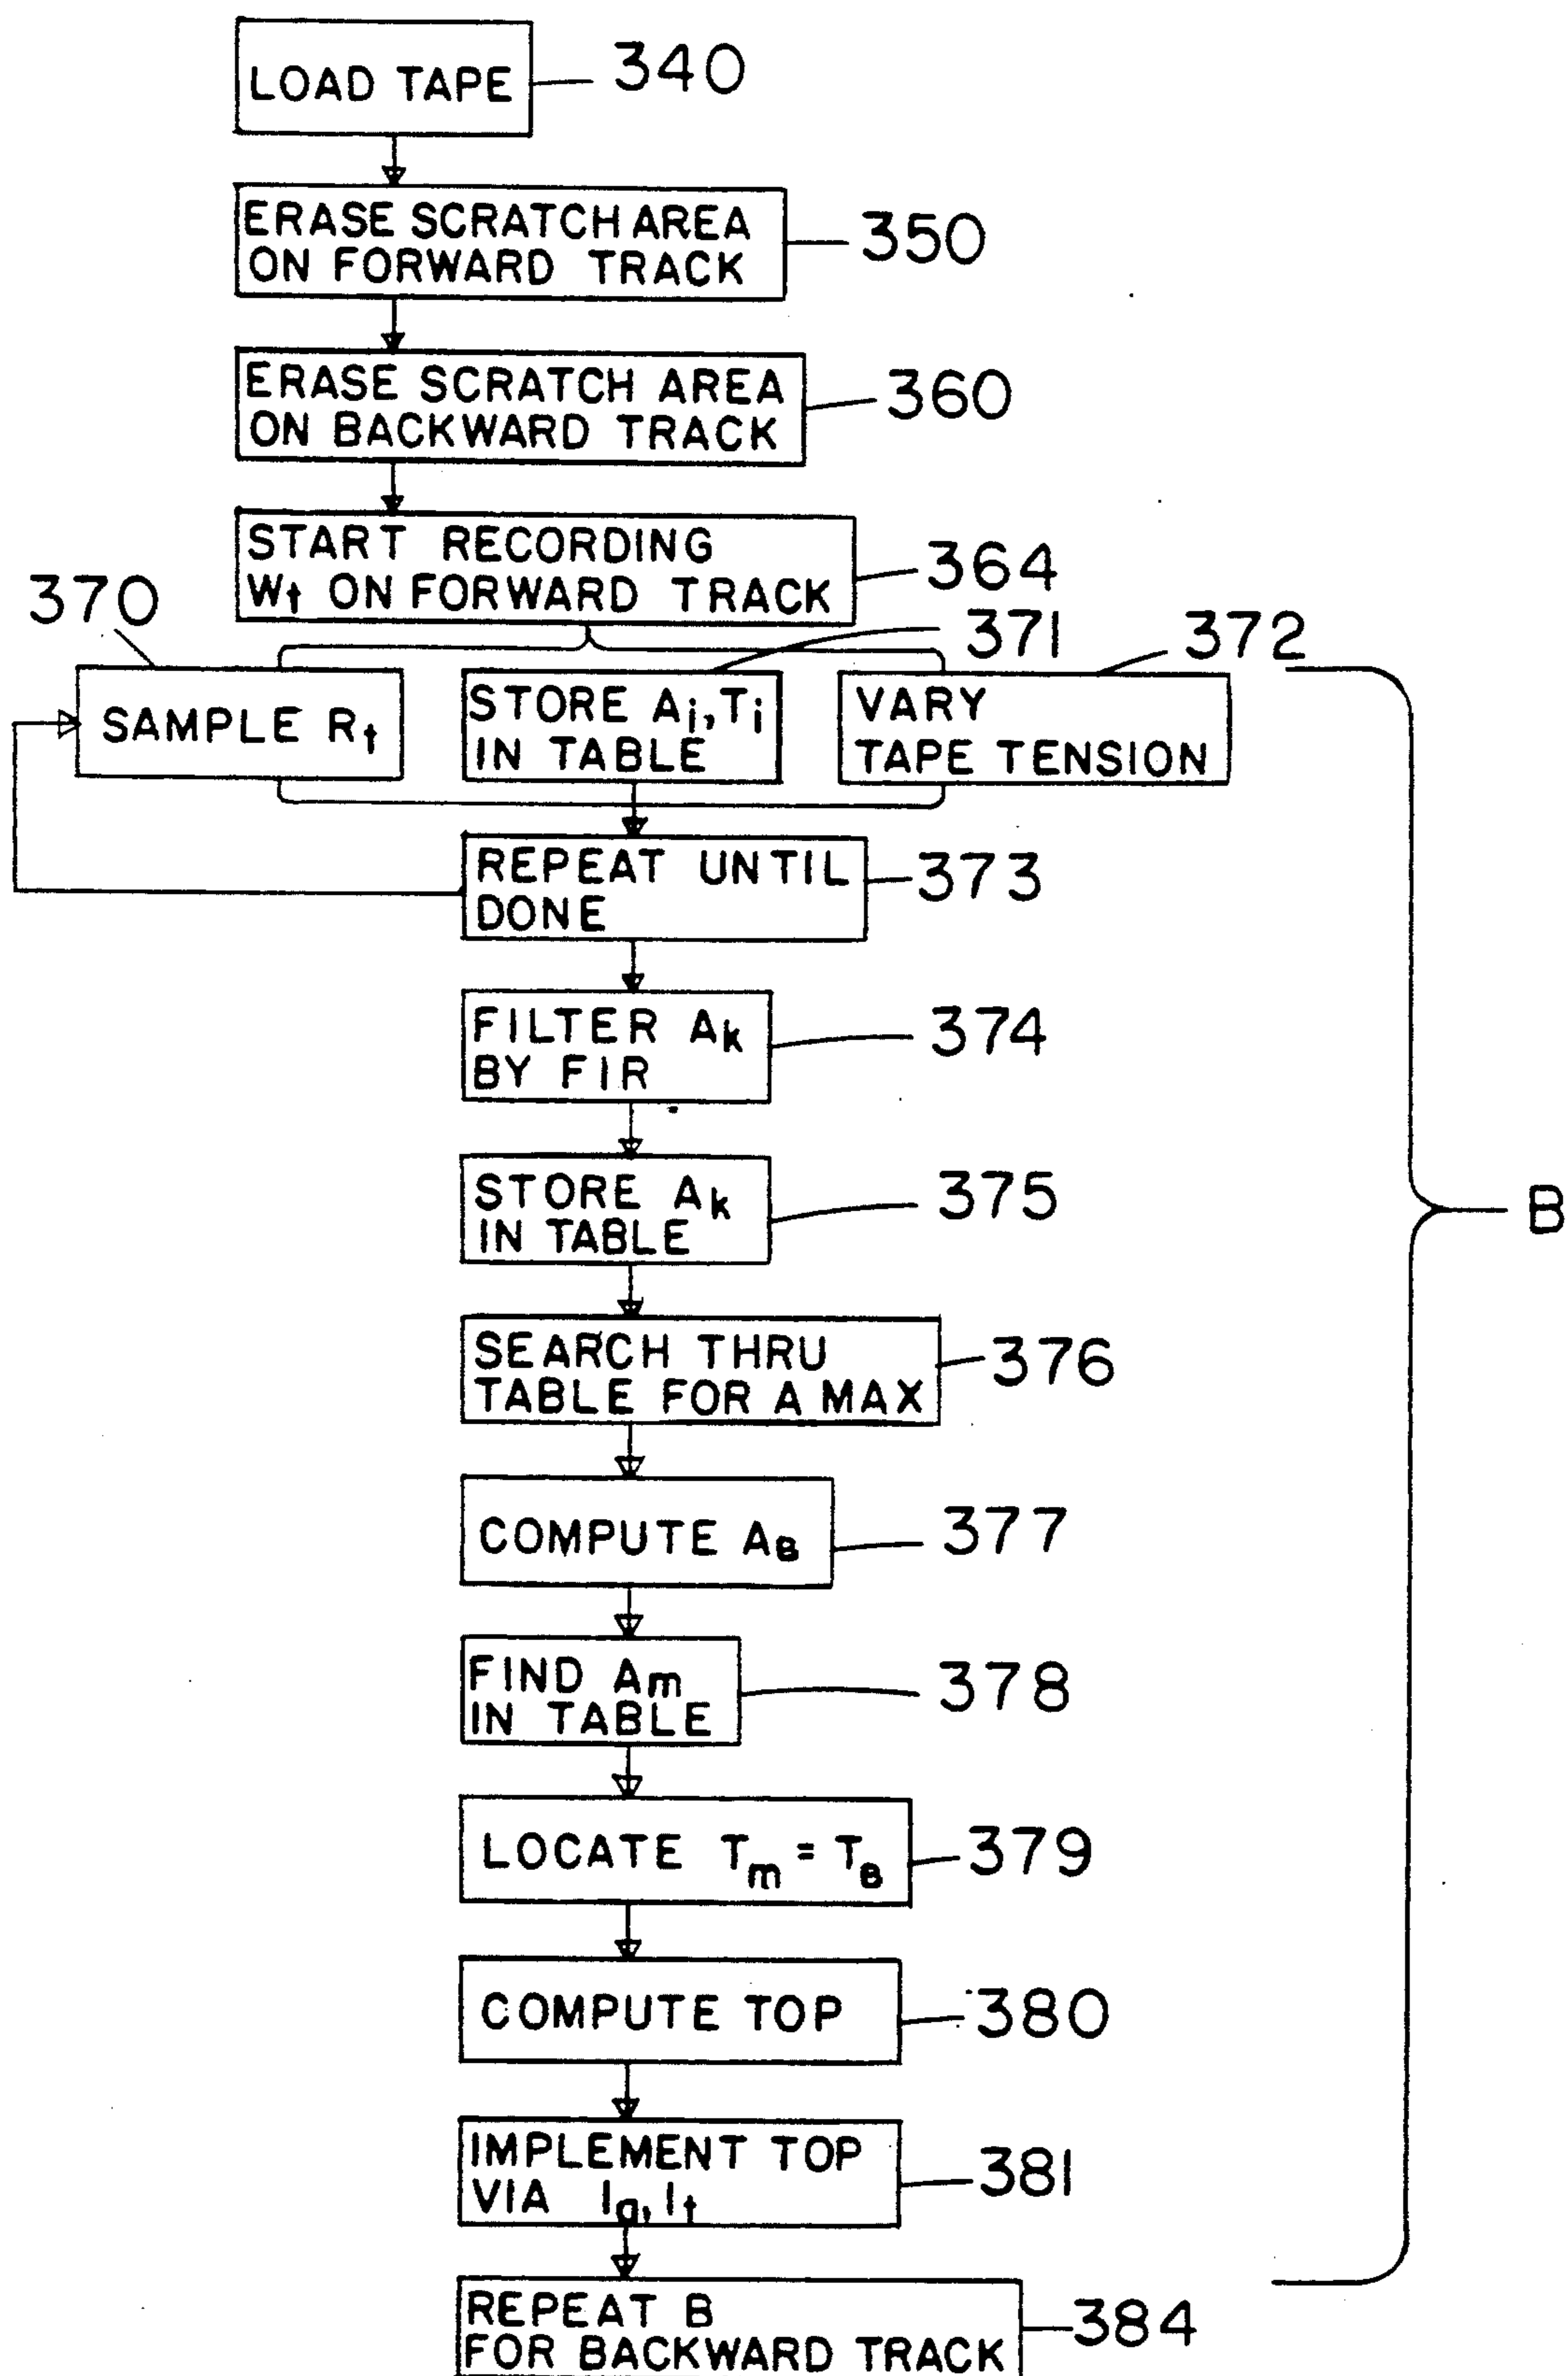 LOAD TAPE
340
ERASE SCRATCH AREA
ON FORWARD TRACK
350
ERASE SCRATCH AREA
ON BACKWARD TRACK
360
START RECORDING
Wt ON FORWARD TRACK
364
370
371
372
SAMPLE Rt
STORE Ai, Ti
IN TABLE
VARY
TAPE TENSION
REPEAT UNTIL
DONE
373
FILTER Ak
BY FIR
374
STORE Ak
IN TABLE
375
B
SEARCH THRU
TABLE FOR A MAX
376
COMPUTE AB
377
FIND Am
IN TABLE
378
LOCATE Tm = TB
379
COMPUTE TOP
380
IMPLEMENT TOP
VIA Ia, It
381
REPEAT B
FOR BACKWARD TRACK
384